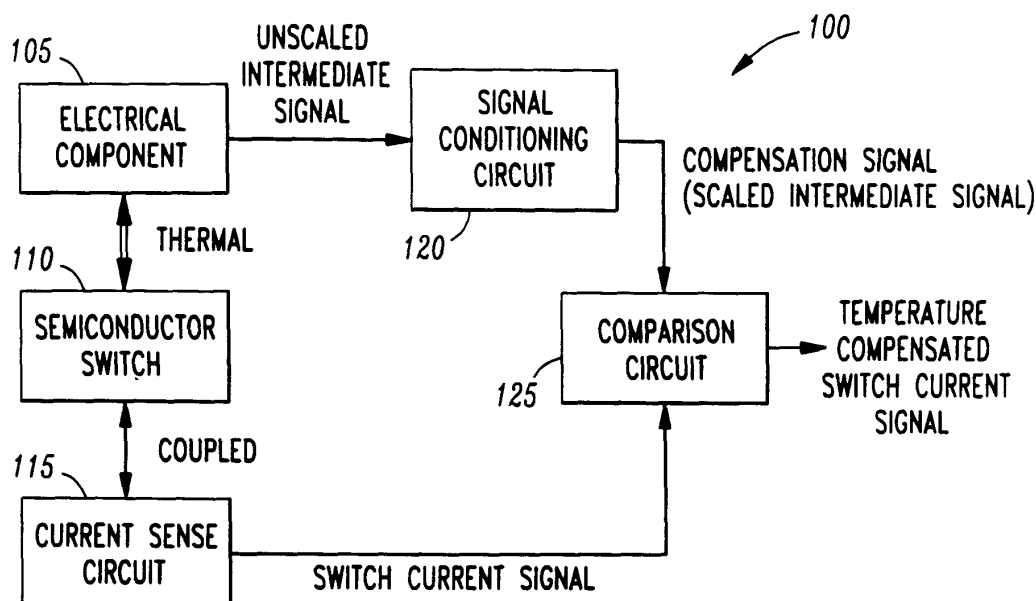 100
105
ELECTRICAL
COMPONENT
UNSCALED
INTERMEDIATE
SIGNAL
SIGNAL
CONDITIONING
CIRCUIT
120
COMPENSATION SIGNAL
(SCALED INTERMEDIATE SIGNAL)
THERMAL
110
SEMICONDUCTOR
SWITCH
COMPARISON
CIRCUIT
125
TEMPERATURE
COMPENSATED
SWITCH CURRENT
SIGNAL
COUPLED
115
CURRENT SENSE
CIRCUIT
SWITCH CURRENT SIGNAL